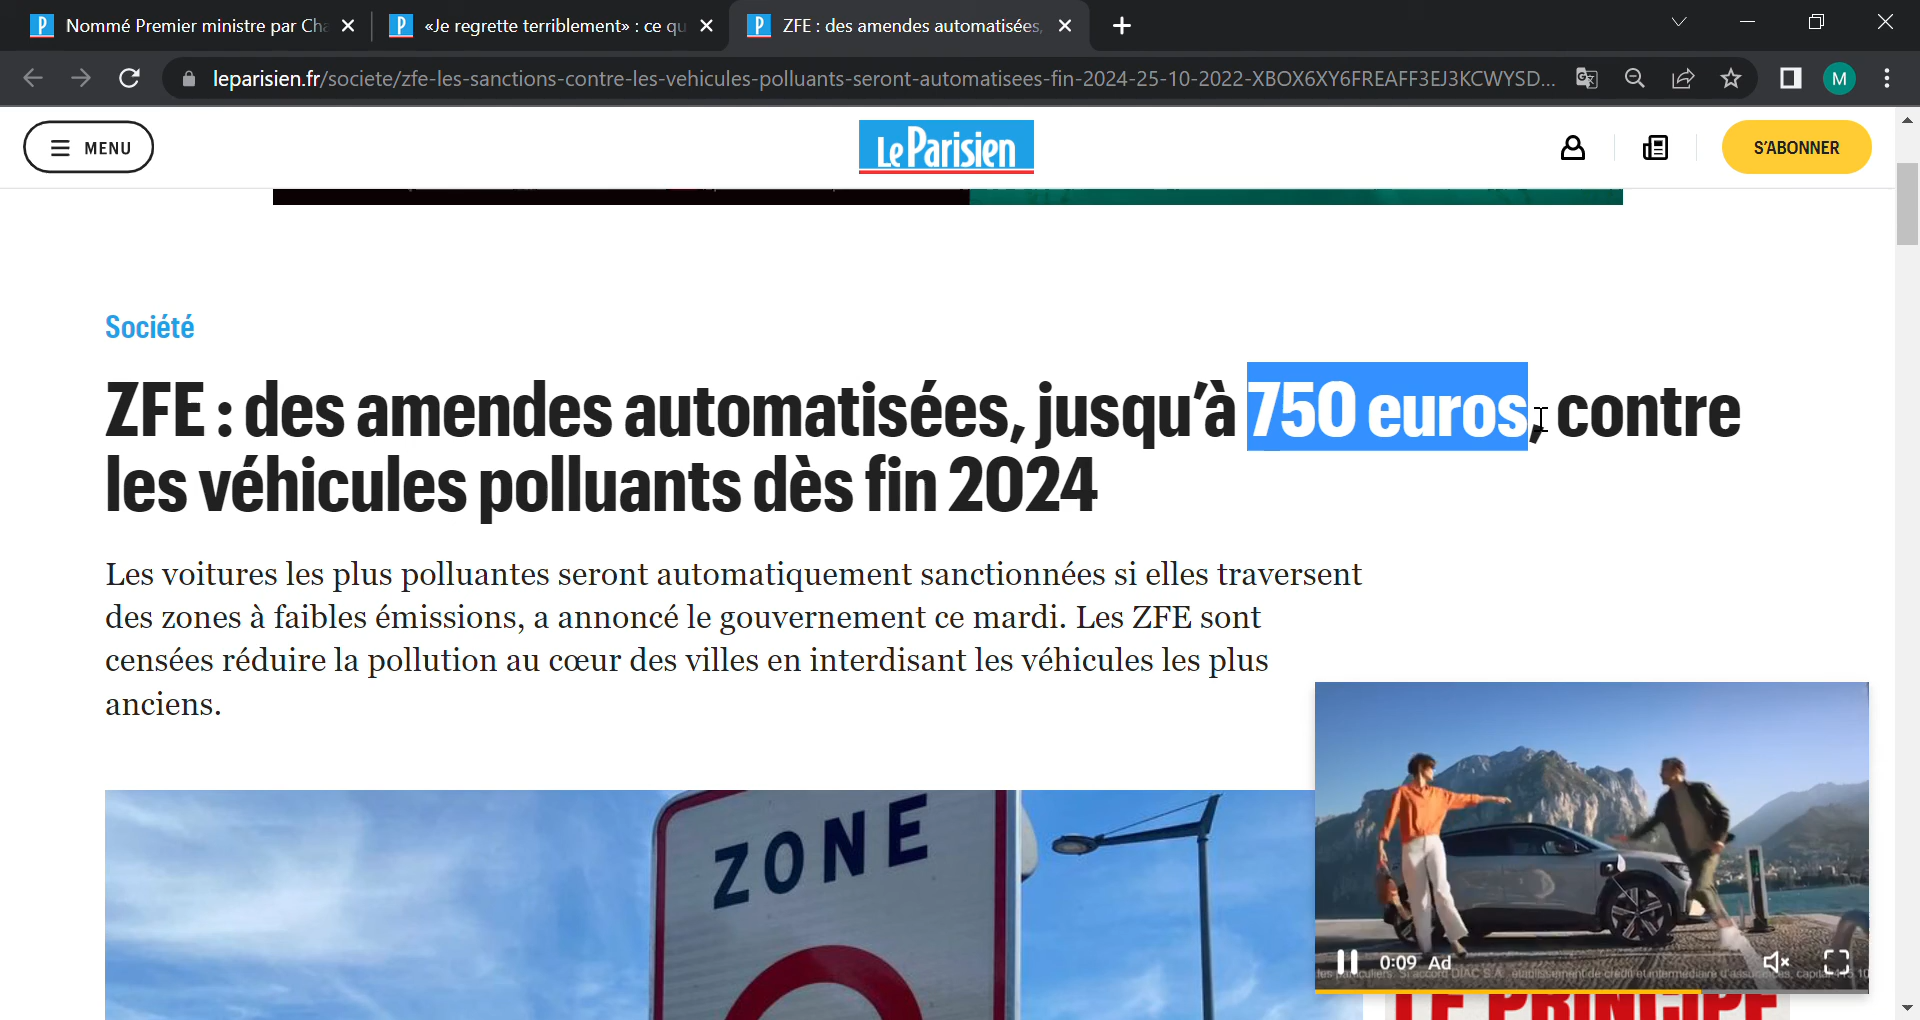 Nommé Premier ministre par Ch
«Je regrette terriblement» : ce qu
ZFE : des amendes automatisées,
leparisien.fr/societe/zfe-les-sanctions-contre-les-vehicules-polluants-seront-automatisees-fin-2024-25-10-2022-XBOX6XY6FREAFF3EJ3KCWYSD...
M
MENU
Le Parisien
S'ABONNER
Société
ZFE : des amendes automatisées, jusqu'à 750 euros, contre
les véhicules polluants dès fin 2024
Les voitures les plus polluantes seront automatiquement sanctionnées si elles traversent
des zones à faibles émissions, a annoncé le gouvernement ce mardi. Les ZFE sont
censées réduire la pollution au cœur des villes en interdisant les véhicules les plus
anciens.
ZONE
0:09 Ad
LE PRINCIPE